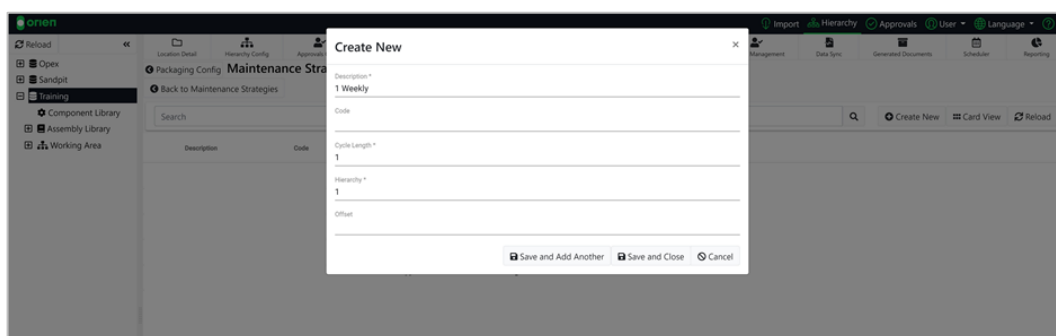 orien
Import Hierarchy Approvals User Language
Reload
Location Detail Hierarchy Config Management Data Sync Generated Documents Scheduler Reporting
Opex
Sandpit
Training
Component Library
Assembly Library
Working Area
Packaging Config Maintenance Stra
Back to Maintenance Strategies
Search
Create New Card View Reload
Description Code
Create New
Description *
1 Weekly
Code
Cycle Length *
1
Hierarchy *
1
Offset
Save and Add Another Save and Close Cancel